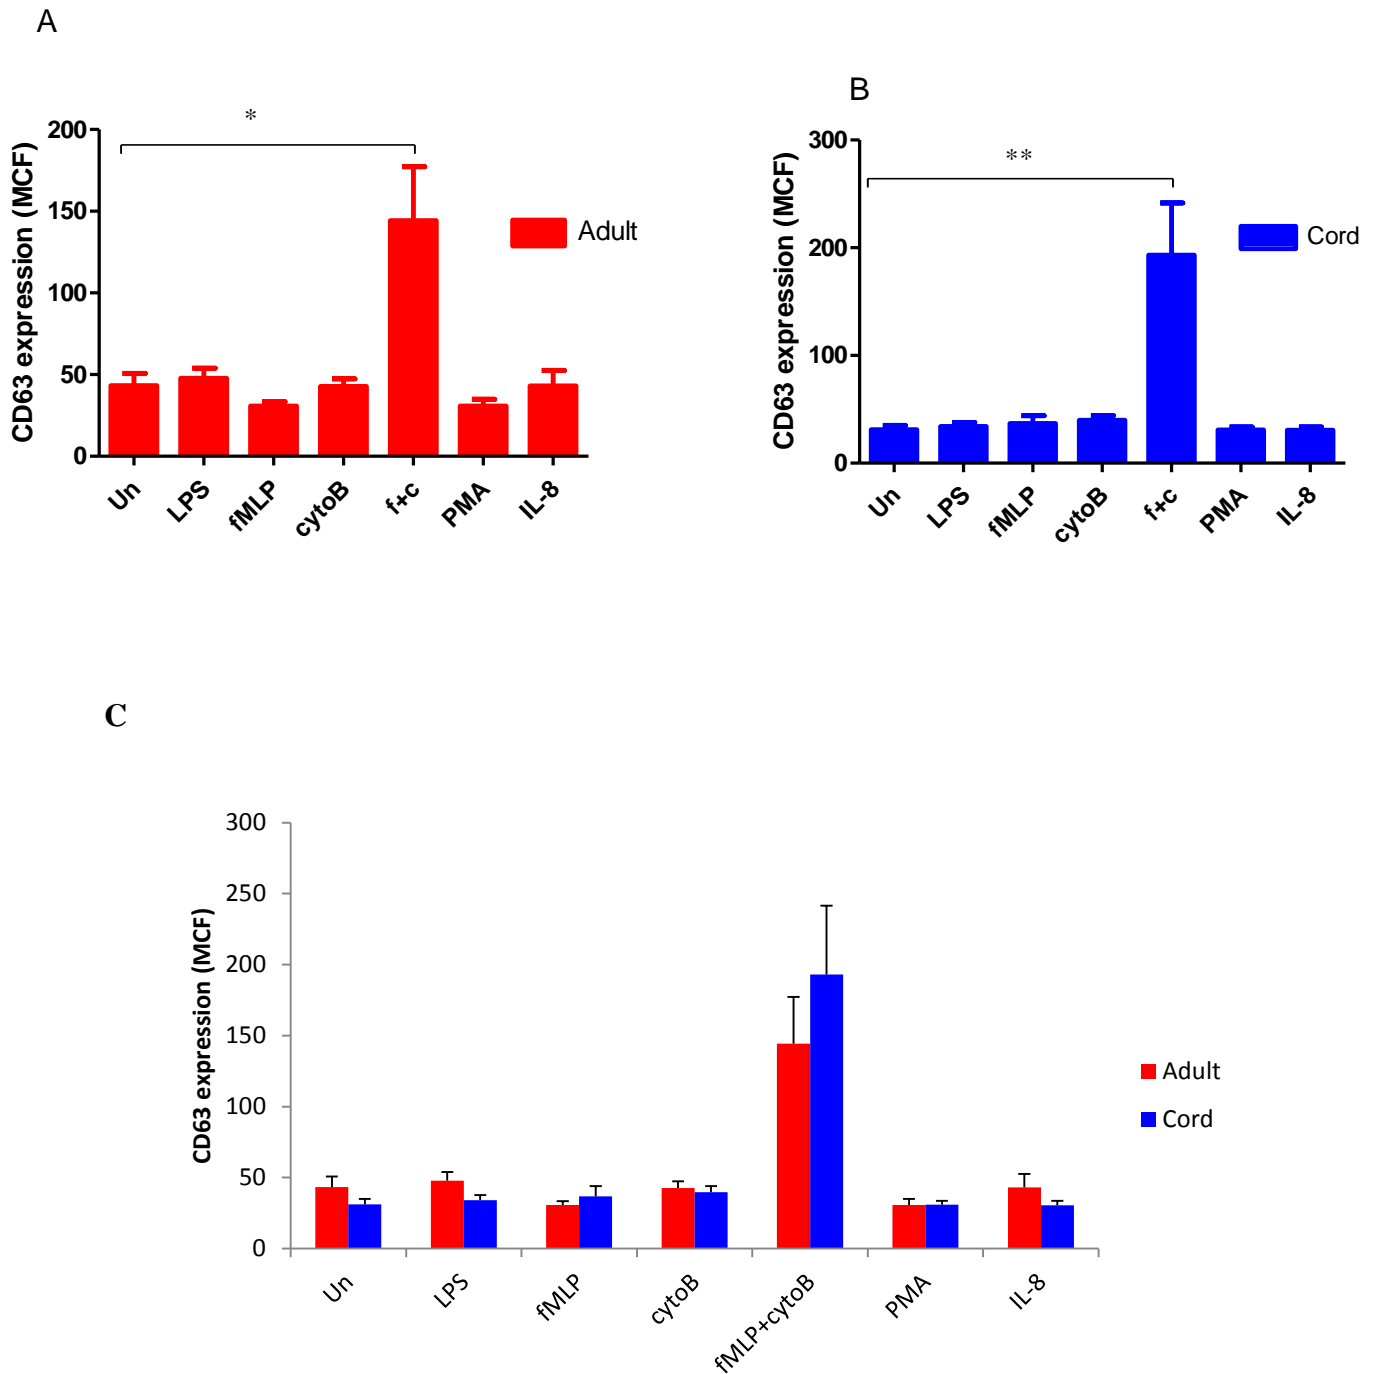 A
*
200
150
100
50
0
CD63 expression (MCF)
Adult
Un
LPS
fMLP
cytoB
f+c
PMA
IL-8
B
**
300
200
100
0
CD63 expression (MCF)
Cord
Un
LPS
fMLP
cytoB
f+c
PMA
IL-8
C
300
250
200
150
100
50
0
CD63 expression (MCF)
Adult
Cord
Un
LPS
fMLP
cytoB
fMLP+cytoB
PMA
IL-8